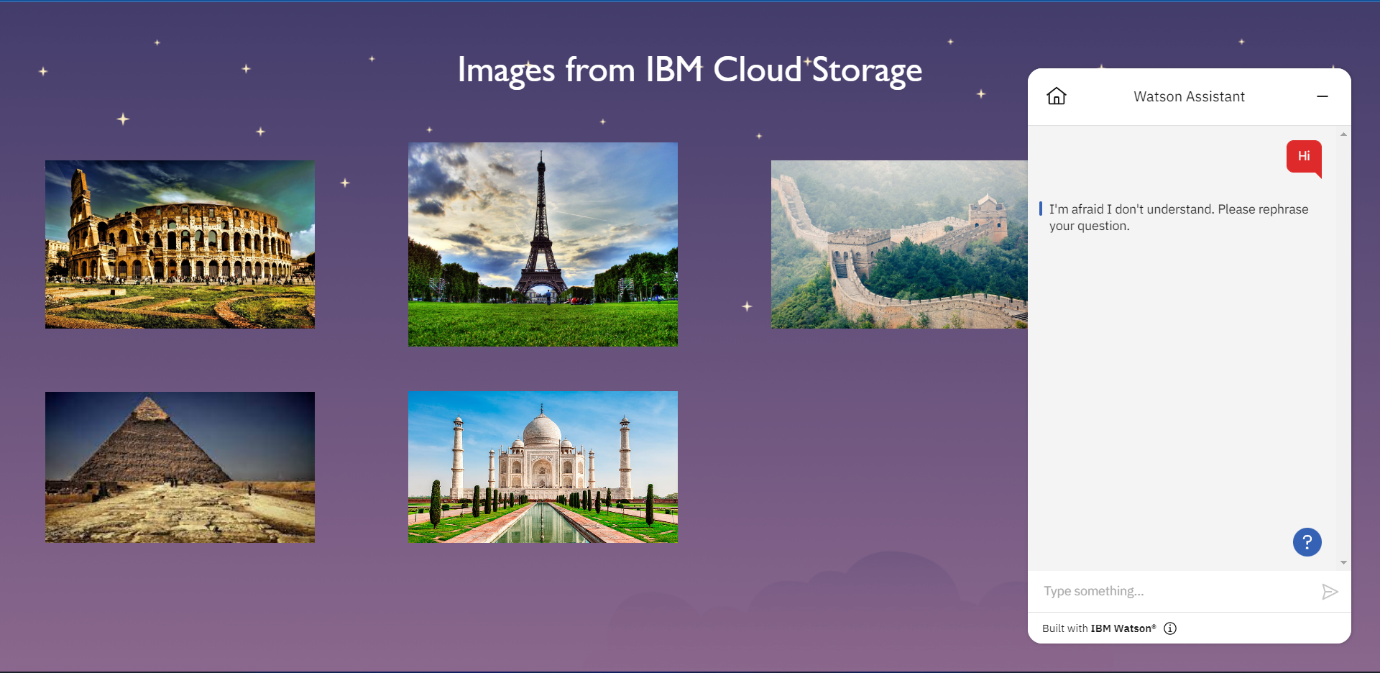 Images from IBM Cloud Storage
Watson Assistant
Hi
I'm afraid I don't understand. Please rephrase
your question.
?
Type something...
Built with IBM Watson®